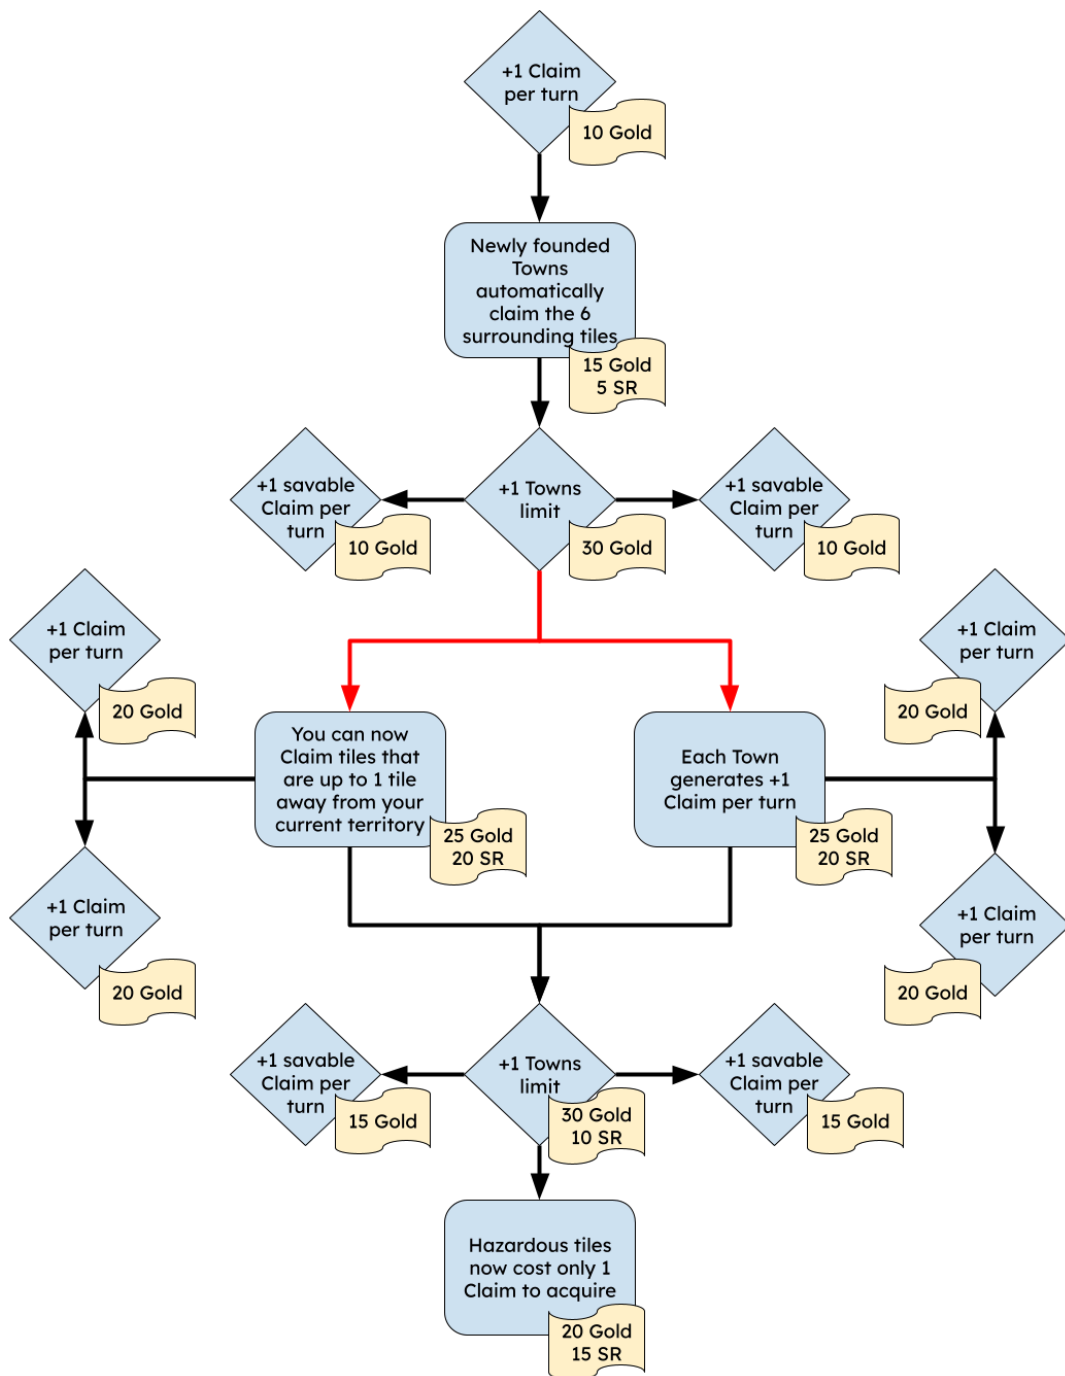 +1 Claim
per turn
10 Gold
Newly founded
Towns
automatically
claim the 6
surrounding tiles
15 Gold
5 SR
+1 savable
Claim per
turn
10 Gold
+1 Towns
limit
30 Gold
+1 savable
Claim per
turn
10 Gold
+1 Claim
per turn
20 Gold
+1 Claim
per turn
20 Gold
You can now
Claim tiles that
are up to 1 tile
away from your
current territory
25 Gold
20 SR
Each Town
generates +1
Claim per turn
25 Gold
20 SR
+1 Claim
per turn
20 Gold
+1 Claim
per turn
20 Gold
+1 savable
Claim per
turn
15 Gold
+1 Towns
limit
30 Gold
10 SR
+1 savable
Claim per
turn
15 Gold
Hazardous tiles
now cost only 1
Claim to acquire
20 Gold
15 SR